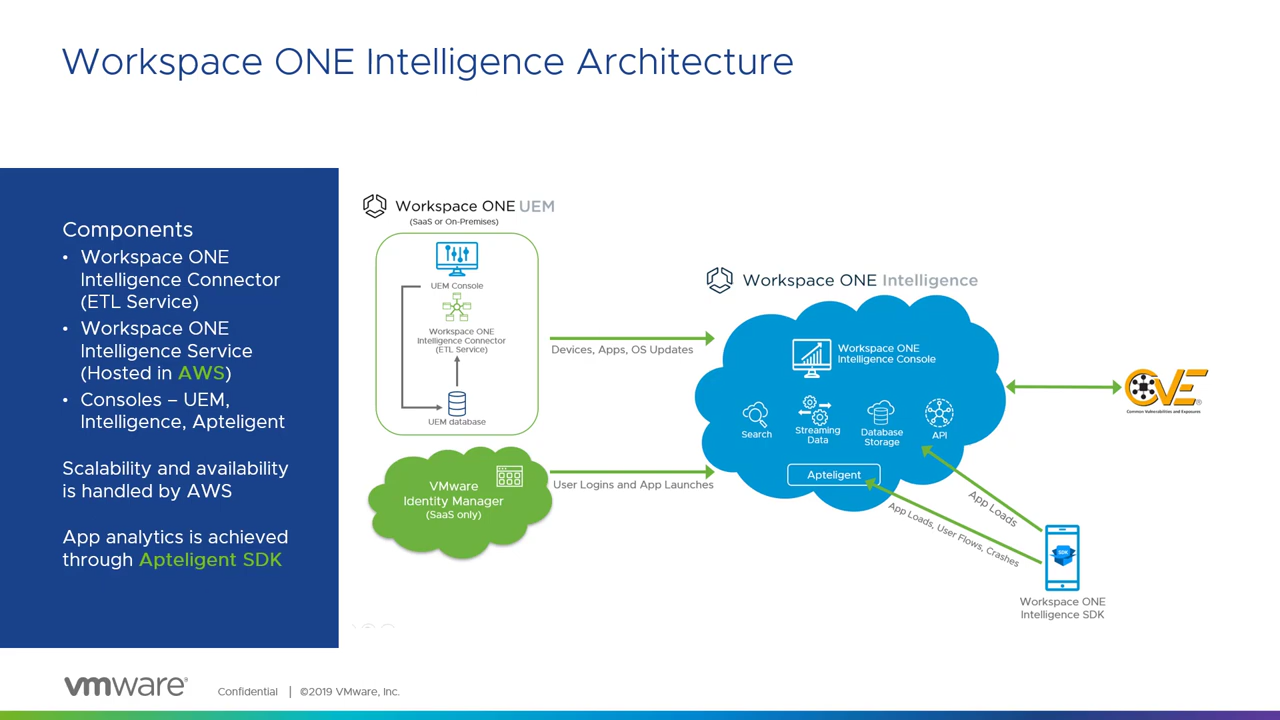 Workspace ONE Intelligence Architecture
Components
• Workspace ONE
Intelligence Connector
(ETL Service)
• Workspace ONE
Intelligence Service
(Hosted in AWS)
• Consoles – UEM,
Intelligence, Apteligent
Scalability and availability
is handled by AWS
App analytics is achieved
through Apteligent SDK
Workspace ONE UEM
(SaaS or On-Premises)
UEM Console
Workspace ONE
Intelligence Connector
(ETL Service)
UEM database
VMware
Identity Manager
(SaaS only)
Devices, Apps, OS Updates
User Logins and App Launches
Workspace ONE Intelligence
Workspace ONE
Intelligence Console
Search
Streaming
Data
Database
Storage
API
Apteligent
App Loads
App Loads, User Flows, Crashes
CVE®
Common Vulnerabilities and Exposures
SDK
Workspace ONE
Intelligence SDK
vmware®
Confidential | ©2019 VMware, Inc.